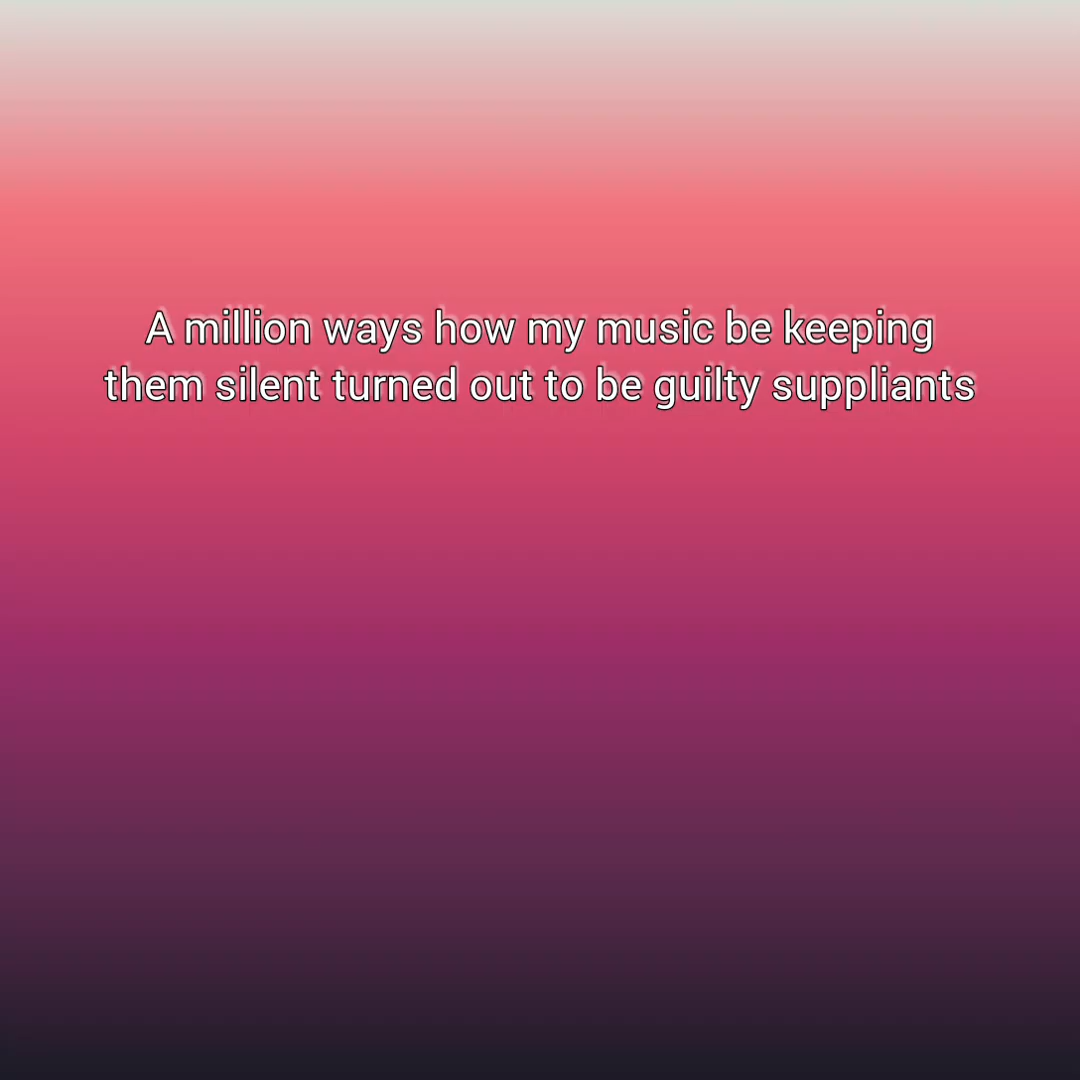 A million ways how my music be keeping
them silent turned out to be guilty suppliants